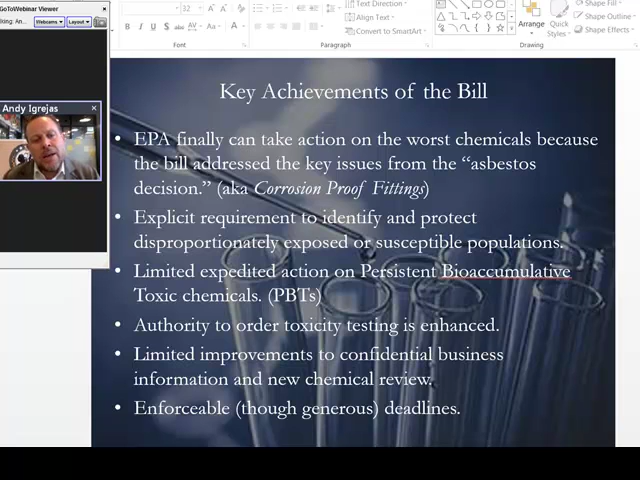 GoToWebinar Viewer
Talking: An...
Webcams
Layout
Andy Igrejas
32
Text Direction
Align Text
Convert to SmartArt
Arrange
Quick
Styles
Shape Fill
Shape Outline
Shape Effects
Font
Paragraph
Drawing
Key Achievements of the Bill
• EPA finally can take action on the worst chemicals because
the bill addressed the key issues from the “asbestos
decision.” (aka Corrosion Proof Fittings)
• Explicit requirement to identify and protect
disproportionately exposed or susceptible populations.
• Limited expedited action on Persistent Bioaccumulative
Toxic chemicals. (PBTs)
• Authority to order toxicity testing is enhanced.
• Limited improvements to confidential business
information and new chemical review.
• Enforceable (though generous) deadlines.